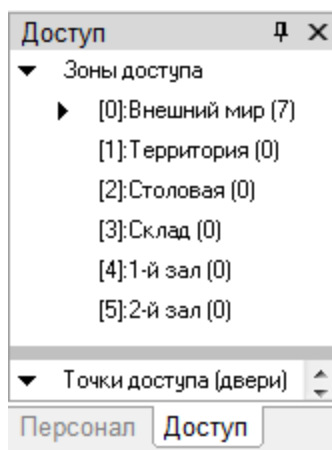 Доступ
Зоны доступа
[0]:Внешний мир (7)
[1]:Территория (0)
[2]:Столовая (0)
[3]:Склад (0)
[4]:1-й зал (0)
[5]:2-й зал (0)
Точки доступа (двери)
Персонал Доступ